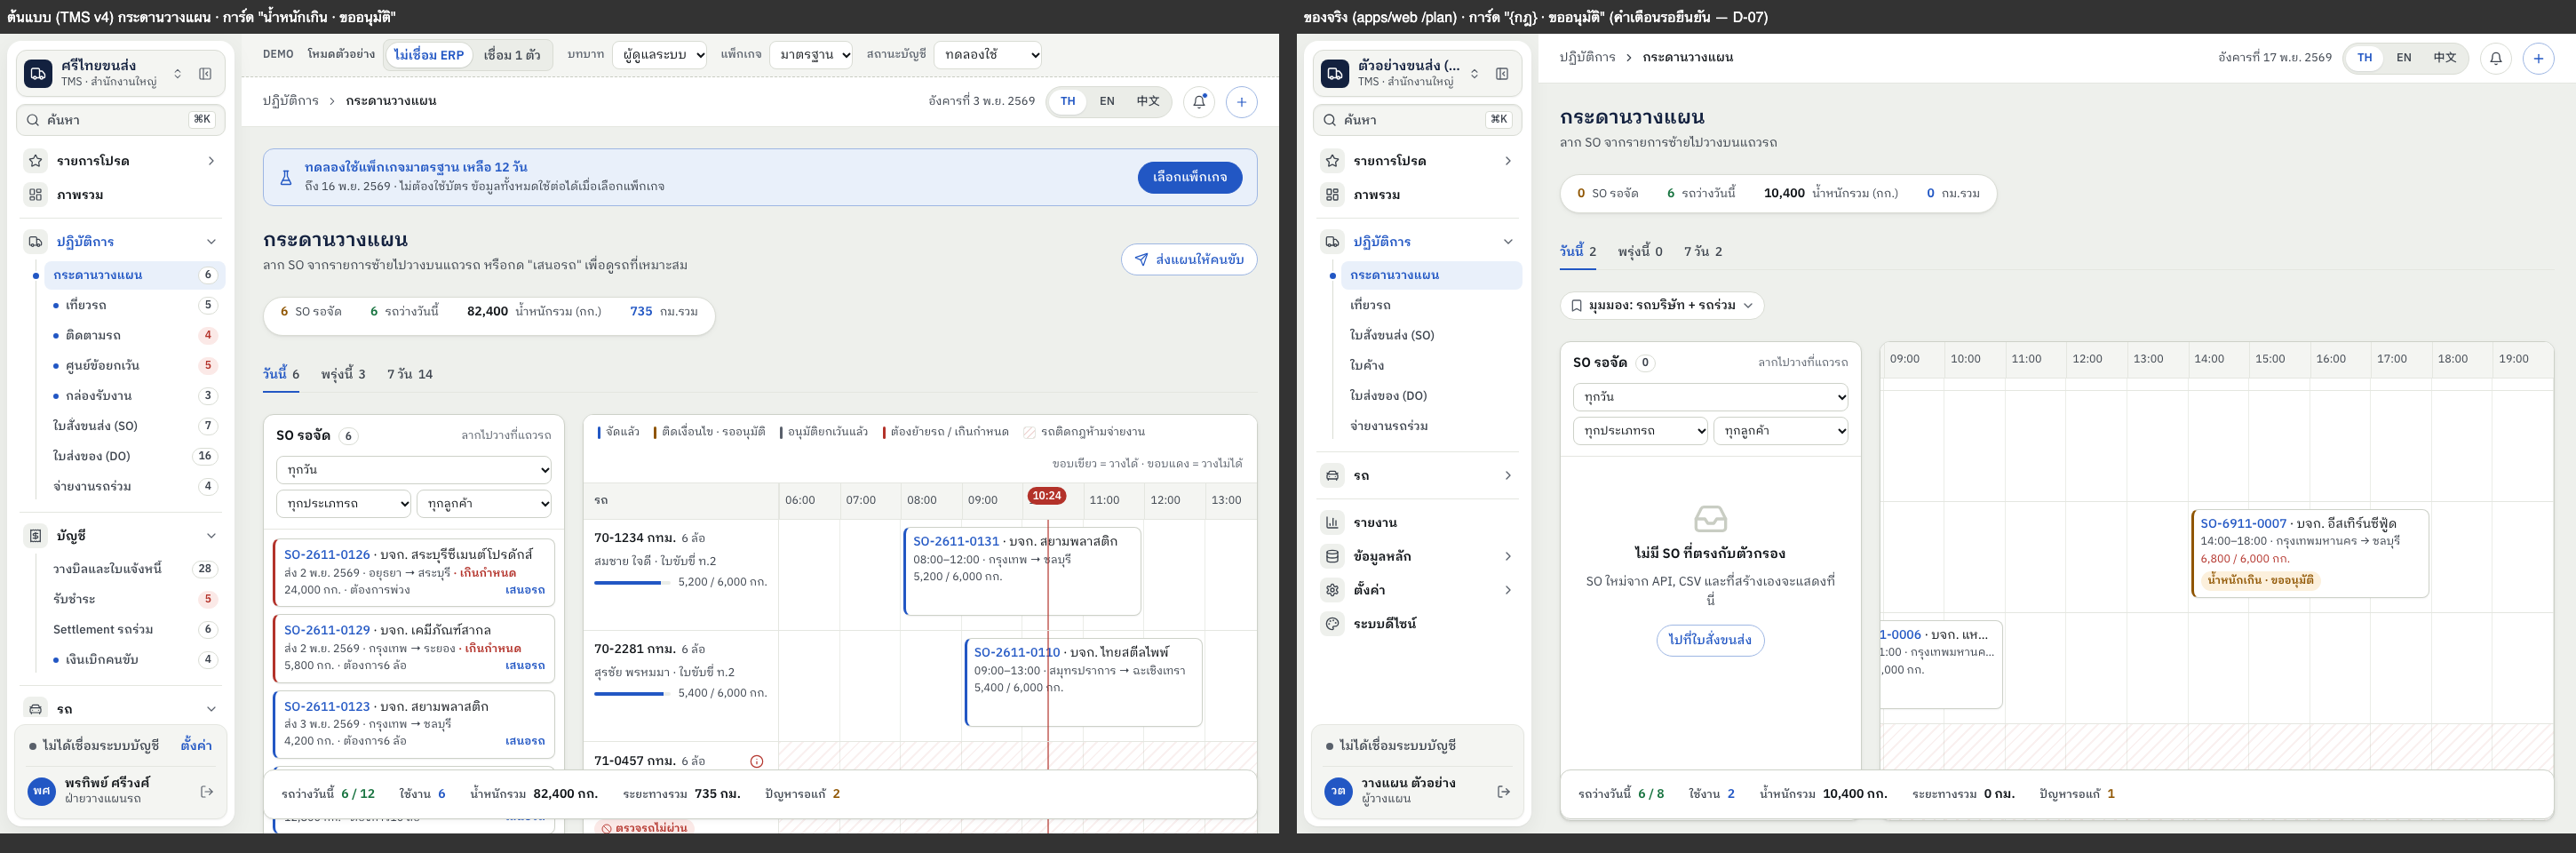 ต้นแบบ (TMS v4) กระดานวางแผน · การ์ด "น้ำหนักเกิน · ขออนุมัติ"
ศรีไทยขนส่ง
TMS · สำนักงานใหญ่
ค้นหา ⌘K
รายการโปรด
ภาพรวม
ปฏิบัติการ
กระดานวางแผน 6
เที่ยวรถ 5
ติดตามรถ 4
ศูนย์ข้อยกเว้น 5
กล่องรับงาน 3
ใบสั่งขนส่ง (SO) 7
ใบส่งของ (DO) 16
จ่ายงานรถร่วม 4
บัญชี
วางบิลและใบแจ้งหนี้ 28
รับชำระ 5
Settlement รถร่วม 6
เงินเบิกคนขับ 4
รถ
ไม่ได้เชื่อมระบบบัญชี ตั้งค่า
พศ พรทิพย์ ศรีวงศ์
ฝ่ายวางแผนรถ
DEMO โหมดตัวอย่าง ไม่เชื่อม ERP เชื่อม 1 ตัว บทบาท ผู้ดูแลระบบ แพ็กเกจ มาตรฐาน สถานะบัญชี ทดลองใช้
ปฏิบัติการ กระดานวางแผน อังคารที่ 3 พ.ย. 2569 TH EN 中文
ทดลองใช้แพ็กเกจมาตรฐาน เหลือ 12 วัน
ถึง 16 พ.ย. 2569 · ไม่ต้องใช้บัตร ข้อมูลทั้งหมดใช้ต่อได้เมื่อเลือกแพ็กเกจ
เลือกแพ็กเกจ
กระดานวางแผน
ลาก SO จากรายการซ้ายไปวางบนแถวรถ หรือกด "เสนอรถ" เพื่อดูรถที่เหมาะสม
ส่งแผนให้คนขับ
6 SO รอจัด 6 รถว่างวันนี้ 82,400 น้ำหนักรวม (กก.) 735 กม.รวม
วันนี้ 6 พรุ่งนี้ 3 7 วัน 14
SO รอจัด 6 ลากไปวางที่แถวรถ
ทุกวัน
ทุกประเภทรถ ทุกลูกค้า
SO-2611-0126 · บจก. สระบุรีซีเมนต์โปรดักส์
ส่ง 2 พ.ย. 2569 · อยุธยา → สระบุรี · เกินกำหนด
24,000 กก. · ต้องการพ่วง เสนอรถ
SO-2611-0129 · บจก. เคมีภัณฑ์สากล
ส่ง 2 พ.ย. 2569 · กรุงเทพ → ระยอง · เกินกำหนด
5,800 กก. · ต้องการ6 ล้อ เสนอรถ
SO-2611-0123 · บจก. สยามพลาสติก
ส่ง 3 พ.ย. 2569 · กรุงเทพ → ชลบุรี
4,200 กก. · ต้องการ6 ล้อ เสนอรถ
จัดแล้ว ติดเงื่อนไข · รออนุมัติ อนุมัติยกเว้นแล้ว ต้องย้ายรถ / เกินกำหนด รถติดกฎห้ามจ่ายงาน
ขอบเขียว = วางได้ · ขอบแดง = วางไม่ได้
รถ 06:00 07:00 08:00 09:00 10:24 11:00 12:00 13:00
70-1234 กทม. 6 ล้อ
สมชาย ใจดี · ใบขับขี่ ท.2
5,200 / 6,000 กก.
SO-2611-0131 · บจก. สยามพลาสติก
08:00–12:00 · กรุงเทพ → ชลบุรี
5,200 / 6,000 กก.
70-2281 กทม. 6 ล้อ
สุรชัย พรหมมา · ใบขับขี่ ท.2
5,400 / 6,000 กก.
SO-2611-0110 · บจก. ไทยสตีลไพพ์
09:00–13:00 · สมุทรปราการ → ฉะเชิงเทรา
5,400 / 6,000 กก.
71-0457 กทม. 6 ล้อ
รถว่างวันนี้ 6 / 12 ใช้งาน 6 น้ำหนักรวม 82,400 กก. ระยะทางรวม 735 กม. ปัญหารอแก้ 2
ตรวจรถไม่ผ่าน
ของจริง (apps/web /plan) · การ์ด "{กฎ} · ขออนุมัติ" (คำเตือนรอยืนยัน — D-07)
ตัวอย่างขนส่ง (...
TMS · สำนักงานใหญ่
ค้นหา ⌘K
รายการโปรด
ภาพรวม
ปฏิบัติการ
กระดานวางแผน
เที่ยวรถ
ใบสั่งขนส่ง (SO)
ใบค้าง
ใบส่งของ (DO)
จ่ายงานรถร่วม
รถ
รายงาน
ข้อมูลหลัก
ตั้งค่า
ระบบดีไซน์
ไม่ได้เชื่อมระบบบัญชี
วต วางแผน ตัวอย่าง
ผู้วางแผน
ปฏิบัติการ กระดานวางแผน อังคารที่ 17 พ.ย. 2569 TH EN 中文
กระดานวางแผน
ลาก SO จากรายการซ้ายไปวางบนแถวรถ
0 SO รอจัด 6 รถว่างวันนี้ 10,400 น้ำหนักรวม (กก.) 0 กม.รวม
วันนี้ 2 พรุ่งนี้ 0 7 วัน 2
มุมมอง: รถบริษัท + รถร่วม
SO รอจัด 0 ลากไปวางที่แถวรถ
ทุกวัน
ทุกประเภทรถ ทุกลูกค้า
ไม่มี SO ที่ตรงกับตัวกรอง
SO ใหม่จาก API, CSV และที่สร้างเองจะแสดงที่
นี่
ไปที่ใบสั่งขนส่ง
09:00 10:00 11:00 12:00 13:00 14:00 15:00 16:00 17:00 18:00 19:00
SO-6911-0007 · บจก. อีสเทิร์นซีฟู้ด
14:00–18:00 · กรุงเทพมหานคร → ชลบุรี
6,800 / 6,000 กก.
น้ำหนักเกิน · ขออนุมัติ
1-0006 · บจก. แห...
1:00 · กรุงเทพมหานค...
,000 กก.
รถว่างวันนี้ 6 / 8 ใช้งาน 2 น้ำหนักรวม 10,400 กก. ระยะทางรวม 0 กม. ปัญหารอแก้ 1